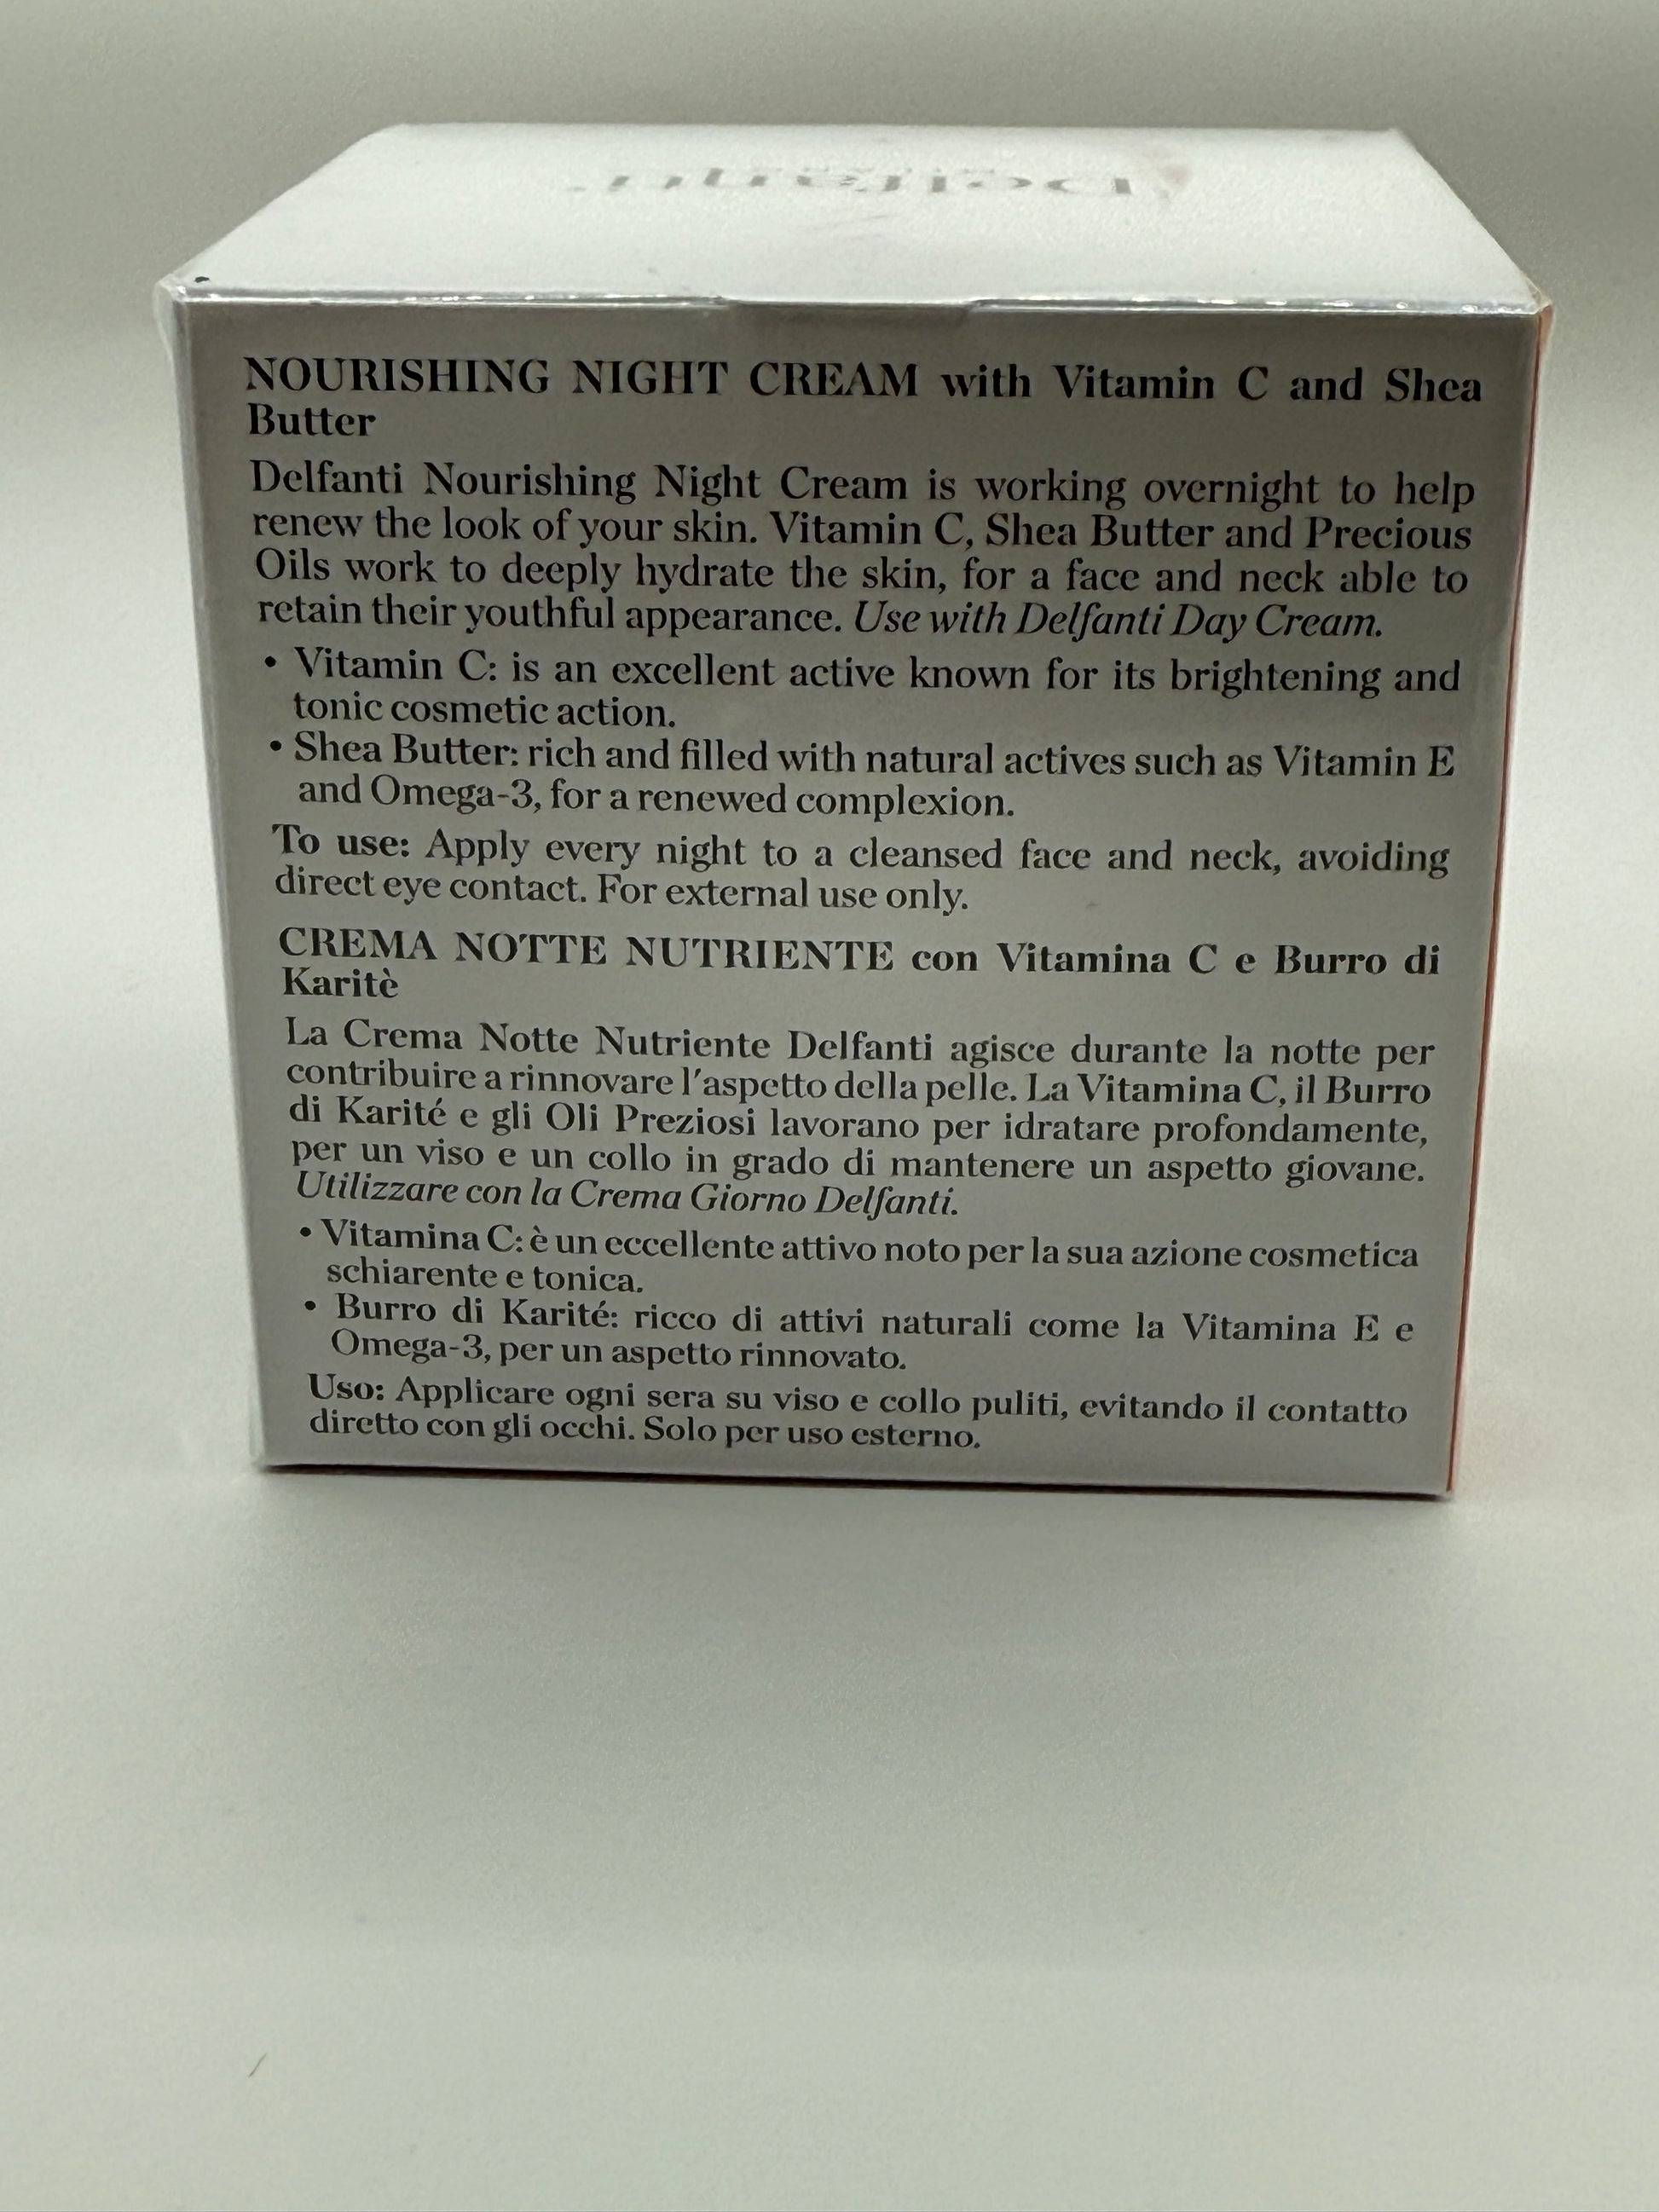 NOURISHING NIGHT CREAM with Vitamin C and Shea
Butter
Delfanti Nourishing Night Cream is working overnight to help
renew the look of your skin. Vitamin C, Shea Butter and Precious
Oils work to deeply hydrate the skin, for a face and neck able to
retain their youthful appearance. Use with Delfanti Day Cream.
• Vitamin C: is an excellent active known for its brightening and
tonic cosmetic action.
• Shea Butter: rich and filled with natural actives such as Vitamin E
and Omega-3, for a renewed complexion.
To use: Apply every night to a cleansed face and neck, avoiding
direct eye contact. For external use only.
CREMA NOTTE NUTRIENTE con Vitamina C e Burro di
Karitè
La Crema Notte Nutriente Delfanti agisce durante la notte per
contribuire a rinnovare l'aspetto della pelle. La Vitamina C, il Burro
di Karité e gli Oli Preziosi lavorano per idratare profondamente,
per un viso e un collo in grado di mantenere un aspetto giovane.
Utilizzare con la Crema Giorno Delfanti.
• Vitamina C: è un eccellente attivo noto per la sua azione cosmetica
schiarente e tonica.
• Burro di Karité: ricco di attivi naturali come la Vitamina E e
Omega-3, per un aspetto rinnovato.
Uso: Applicare ogni sera su viso e collo puliti, evitando il contatto
diretto con gli occhi. Solo per uso esterno.